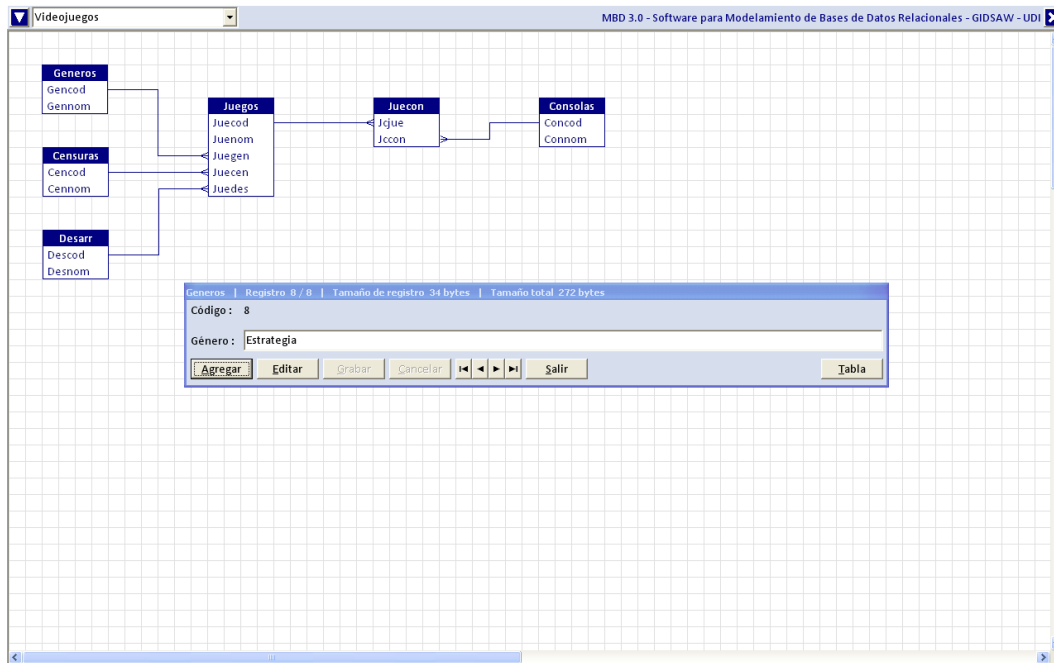 Videojuegos
MBD 3.0 - Software para Modelamiento de Bases de Datos Relacionales - GIDSAW - UDI
Generos
Gencod
Gennom
Censuras
Cencod
Cennom
Desarr
Descod
Desnom
Juegos
Juecod
Juenom
Juegen
Juecen
Juedes
Juecon
Jcjue
Jccon
Consolas
Concod
Connom
Generos | Registro 8 / 8 | Tamaño de registro 34 bytes | Tamaño total 272 bytes
Código : 8
Género : Estrategia
Agregar Editar Grabar Cancelar Salir Tabla